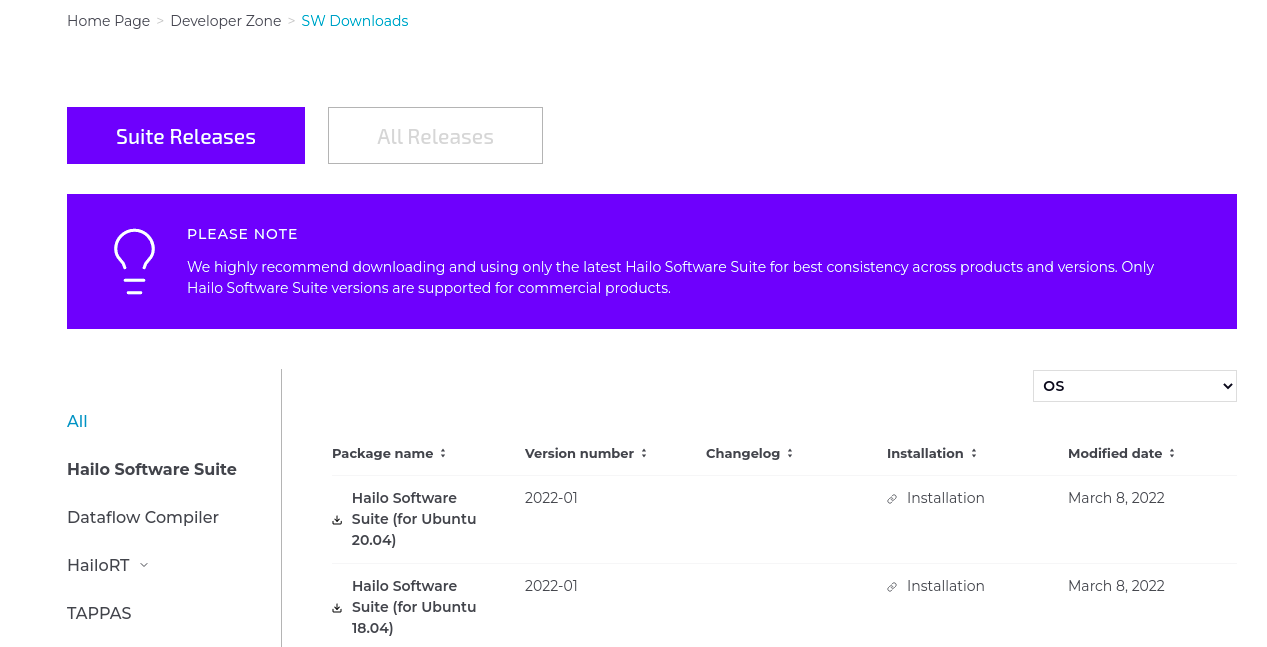 Home Page > Developer Zone > SW Downloads
Suite Releases
All Releases
PLEASE NOTE
We highly recommend downloading and using only the latest Hailo Software Suite for best consistency across products and versions. Only
Hailo Software Suite versions are supported for commercial products.
OS
All
Hailo Software Suite
Dataflow Compiler
HailoRT
TAPPAS
Package name Version number Changelog Installation Modified date
Hailo Software
Suite (for Ubuntu
20.04)
2022-01
Installation
March 8, 2022
Hailo Software
Suite (for Ubuntu
18.04)
2022-01
Installation
March 8, 2022